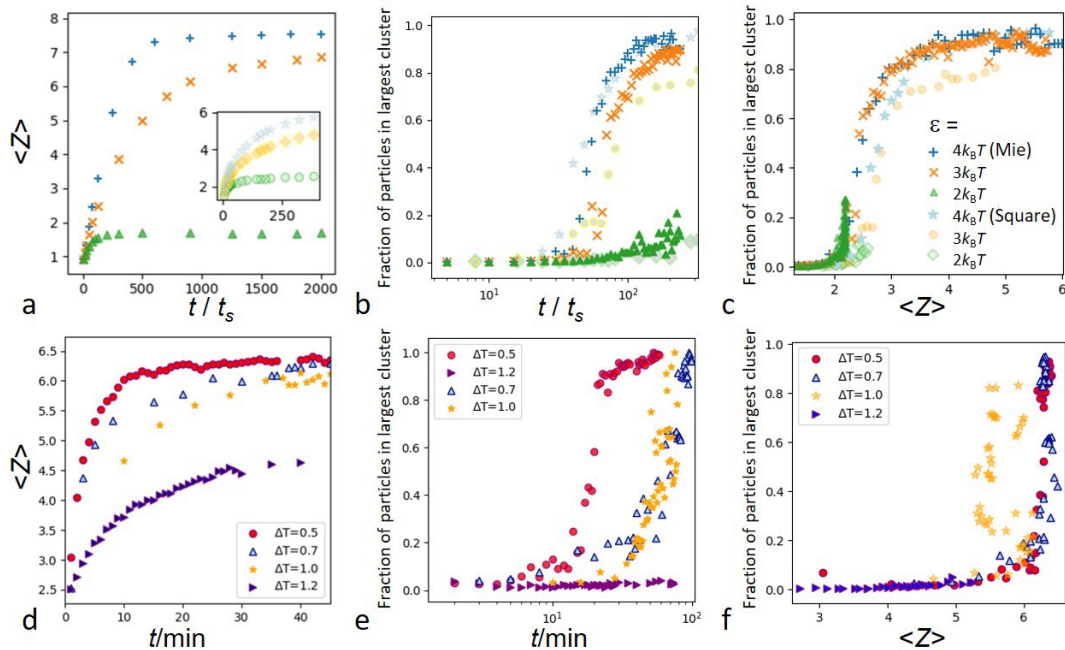 8
7
6
5
4
3
2
1
<Z>
0
500
1000
1500
2000
t / ts
a
6
4
2
0
250
Fraction of particles in largest cluster
1.0
0.8
0.6
0.4
0.2
0.0
10¹
10²
t / ts
b
Fraction of particles in largest cluster
1.0
0.8
0.6
0.4
0.2
0.0
2
3
4
5
6
<Z>
c
ε =
4kBT (Mie)
3kBT
2kBT
4kBT (Square)
3kBT
2kBT
6.5
6.0
5.5
5.0
4.5
4.0
3.5
3.0
2.5
<Z>
0
10
20
30
40
t/min
d
ΔT=0.5
ΔT=0.7
ΔT=1.0
ΔT=1.2
Fraction of particles in largest cluster
1.0
0.8
0.6
0.4
0.2
0.0
10¹
10²
t/min
e
ΔT=0.5
ΔT=1.2
ΔT=0.7
ΔT=1.0
Fraction of particles in largest cluster
1.0
0.8
0.6
0.4
0.2
0.0
3
4
5
6
<Z>
f
ΔT=0.5
ΔT=0.7
ΔT=1.0
ΔT=1.2